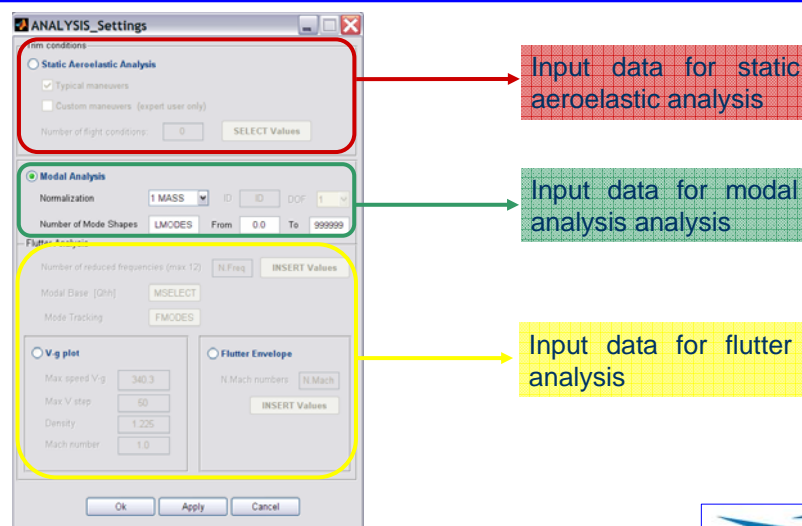 ANALYSIS_Settings
Trim conditions
Static Aeroelastic Analysis
Typical maneuvers
Custom maneuvers (expert user only)
Number of flight conditions: 0 SELECT Values
Modal Analysis
Normalization 1 MASS ID ID DOF 1
Number of Mode Shapes LMODES From 0.0 To 999999
Flutter Analysis
Number of reduced frequencies (max 12) N.Freq INSERT Values
Modal Base [Ghh] MSELECT
Mode Tracking FMODES
V-g plot
Max speed V-g 340.3
Max V step 60
Density 1.225
Mach number 1.0
Flutter Envelope
N.Mach numbers N.Mach
INSERT Values
Ok Apply Cancel
Input data for static
aeroelastic analysis
Input data for modal
analysis analysis
Input data for flutter
analysis